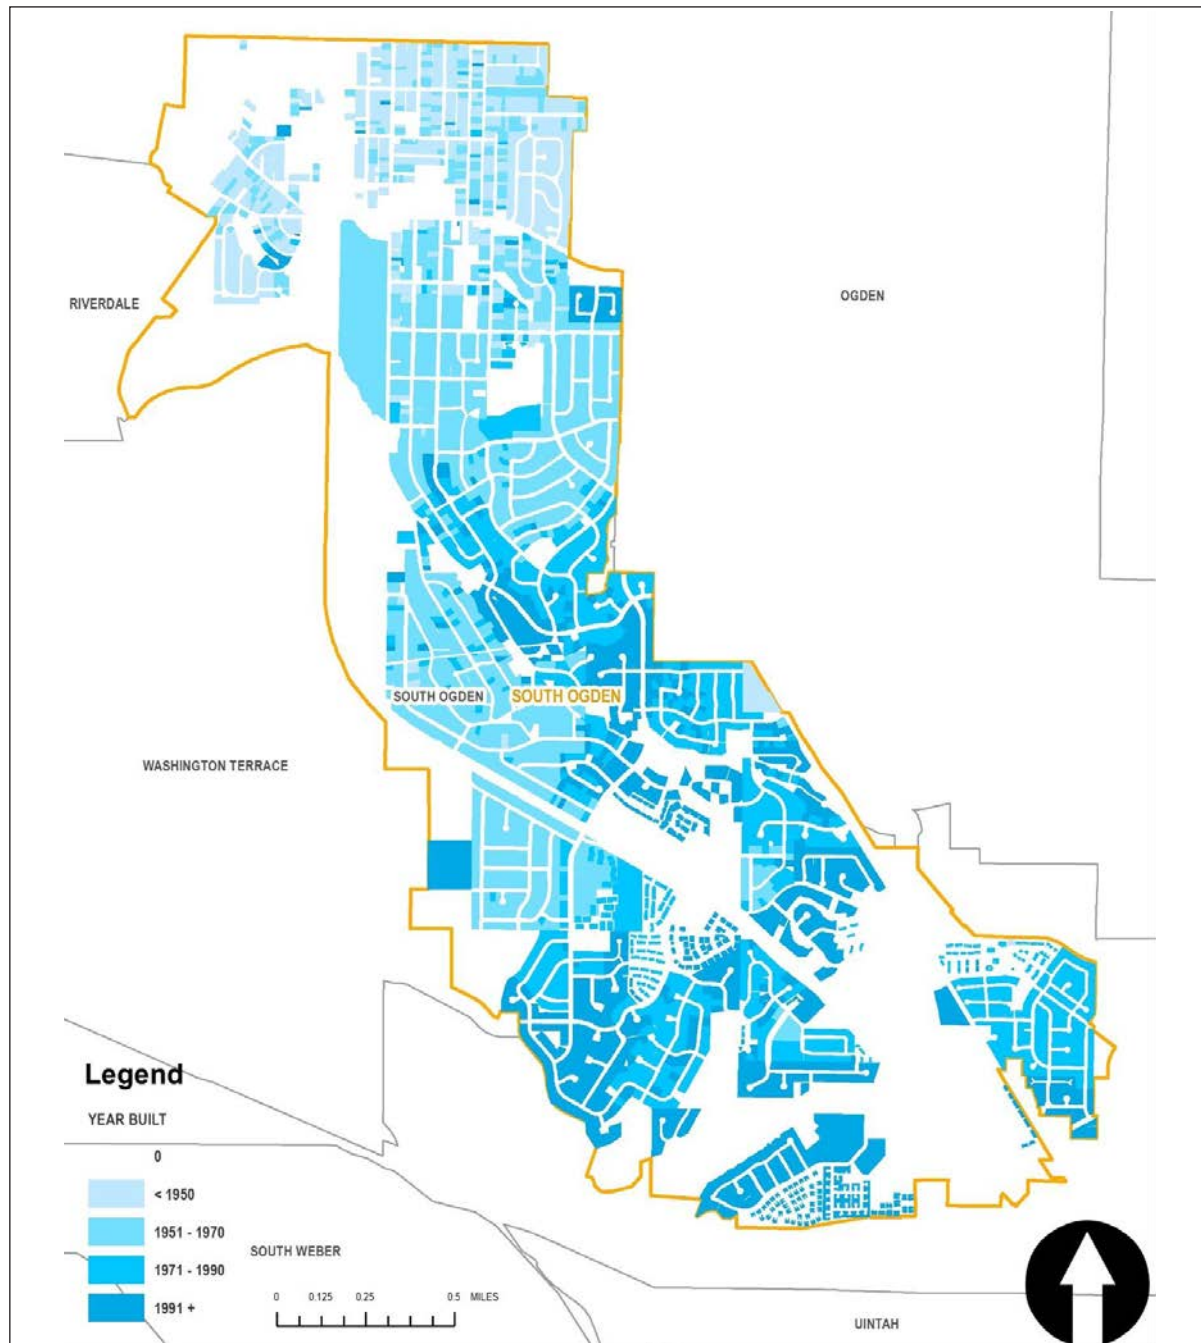 OGDEN
RIVERDALE
SOUTH OGDEN
SOUTH OGDEN
WASHINGTON TERRACE
Legend
YEAR BUILT
0
< 1950
1951 - 1970
1971 - 1990
1991 +
SOUTH WEBER
0 0.125 0.25 0.5 MILES
UINTAH